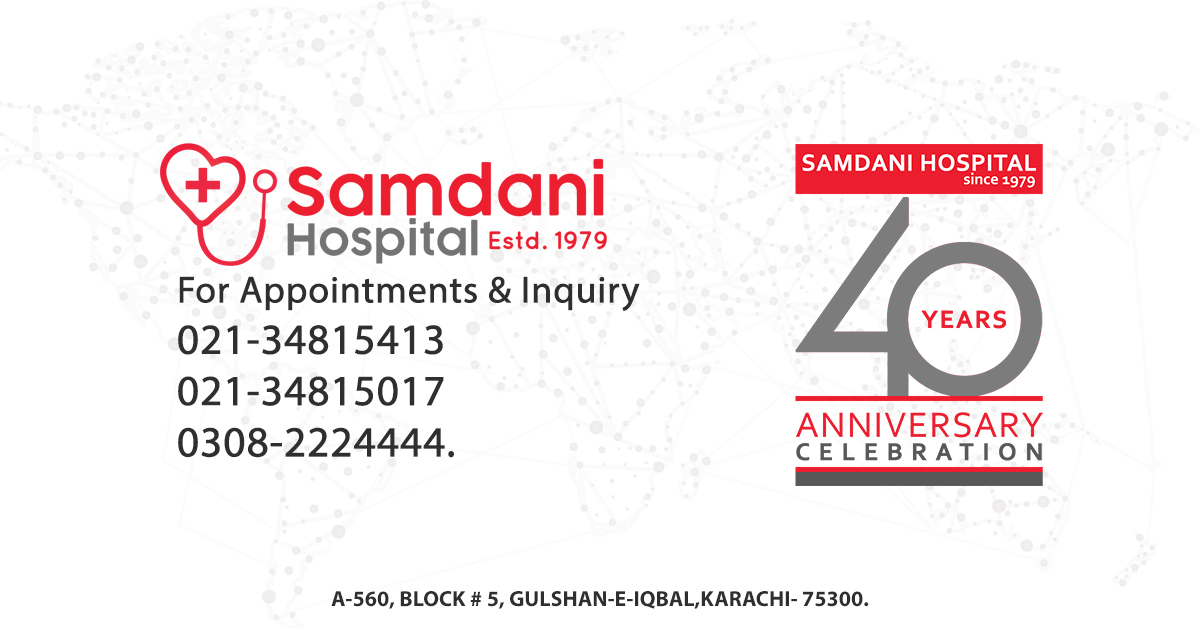 Samdani
Hospital Estd. 1979
For Appointments & Inquiry
021-34815413
021-34815017
0308-2224444.
SAMDANI HOSPITAL
since 1979
40
YEARS
ANNIVERSARY
CELEBRATION
A-560, BLOCK # 5, GULSHAN-E-IQBAL,KARACHI- 75300.